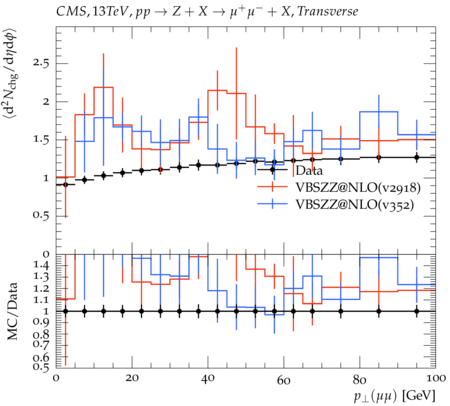 CMS, 13TeV, pp → Z + X → μ⁺μ⁻ + X, Transverse
⟨d²N_chg/dηdϕ⟩
2.5
2
1.5
1
0.5
0
Data
VBSZZ@NLO(v2918)
VBSZZ@NLO(v352)
MC/Data
1.4
1.3
1.2
1.1
1
0.9
0.8
0.7
0.6
0.5
0 20 40 60 80 100
p⊥(μμ) [GeV]